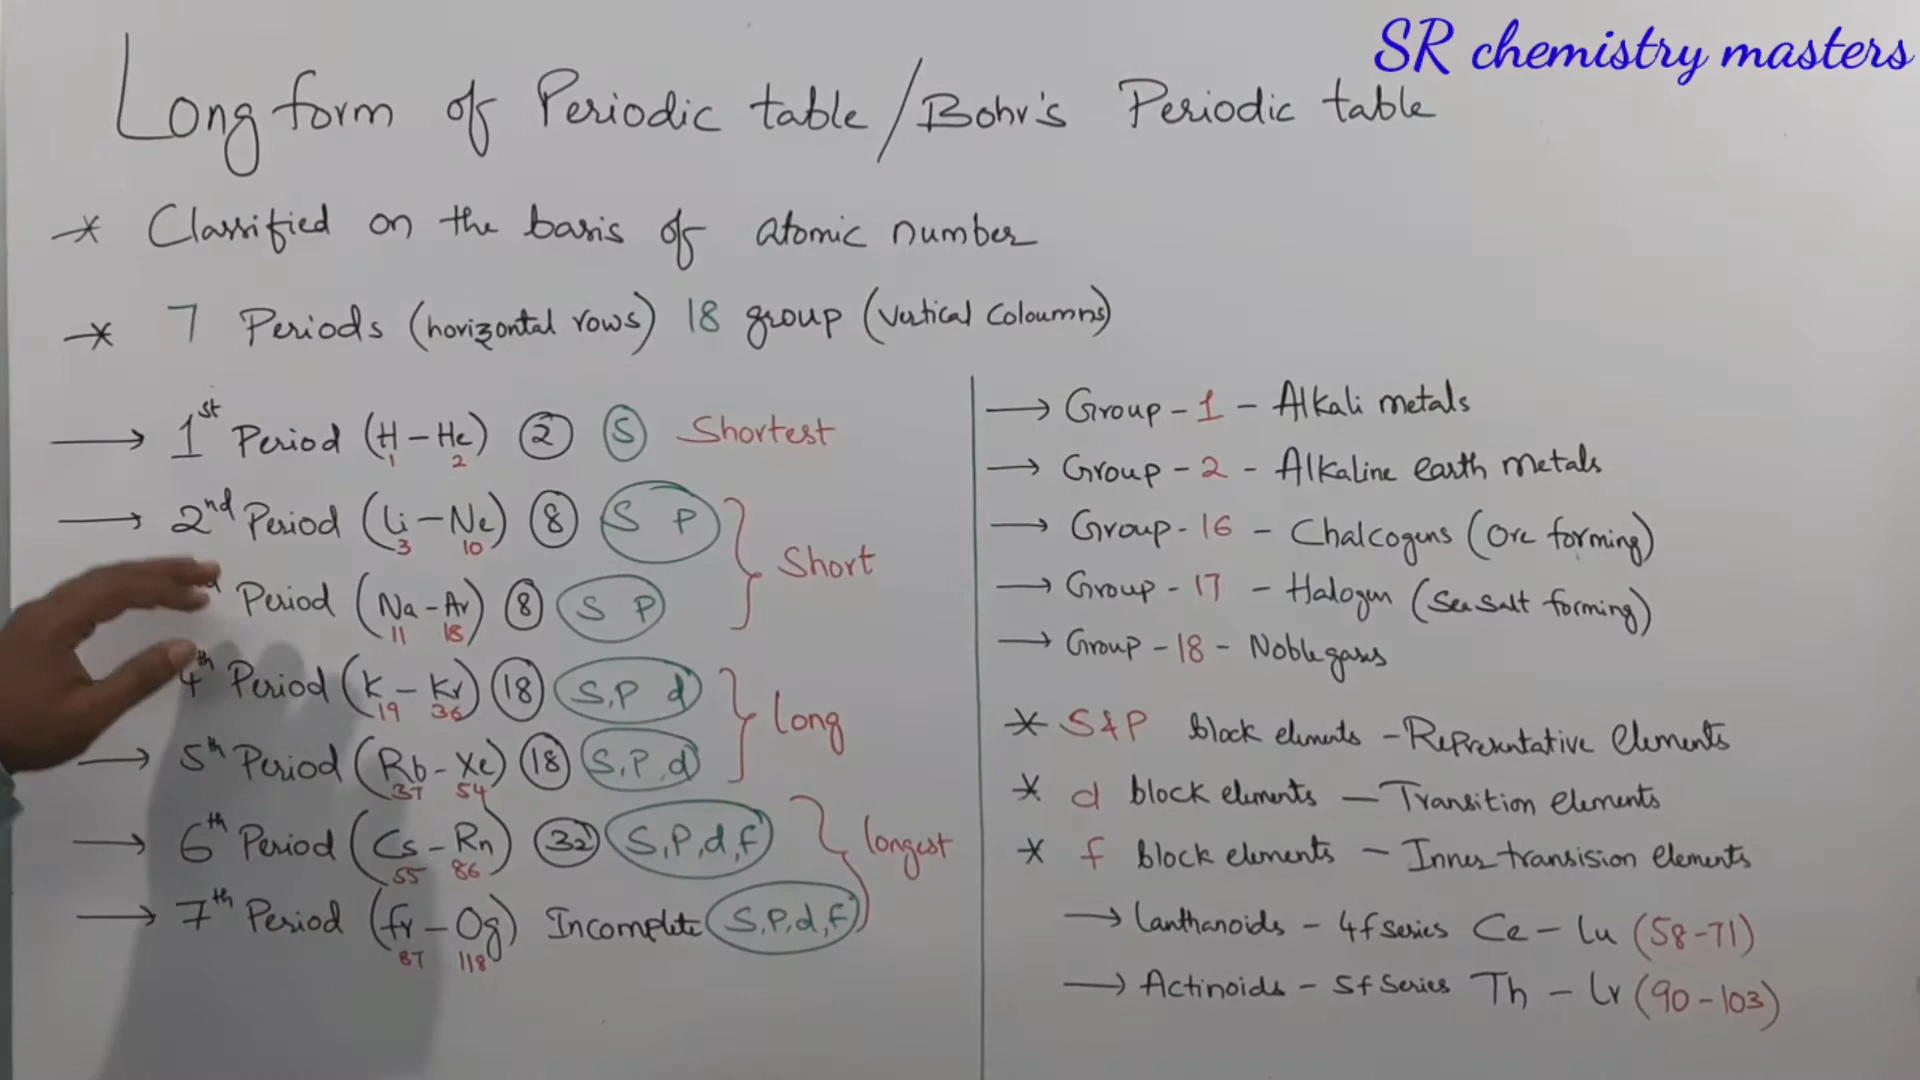 SR chemistry masters
Long form of Periodic table/Bohr's Periodic table
* Classified on the basis of atomic number
* 7 Periods (horizontal rows) 18 group (Vertical Coloumns)
→ 1st Period (H - He) 2 S Shortest
1 2
→ 2nd Period (Li - Ne) 8 S P
3 10
Short
Period (Na - Ar) 8 S P
11 18
4th Period (K - Kr) 18 S,P d
19 36
Long
→ 5th Period (Rb - Xe) 18 S,P,d
37 54
→ 6th Period (Cs - Rn) 32 S,P,d,f
55 86
longest
→ 7th Period (fr - Og) Incomplete S,P,d,f
87 118
→ Group - 1 - Alkali metals
→ Group - 2 - Alkaline earth metals
→ Group - 16 - Chalcogens (Ore forming)
→ Group - 17 - Halogen (Sea salt forming)
→ Group - 18 - Noble gases
* S & P block elements - Representative elements
* d block elements - Transition elements
* f block elements - Inner transision elements
→ Lanthanoids - 4f series Ce - Lu (58-71)
→ Actinoids - 5f series Th - Lr (90-103)